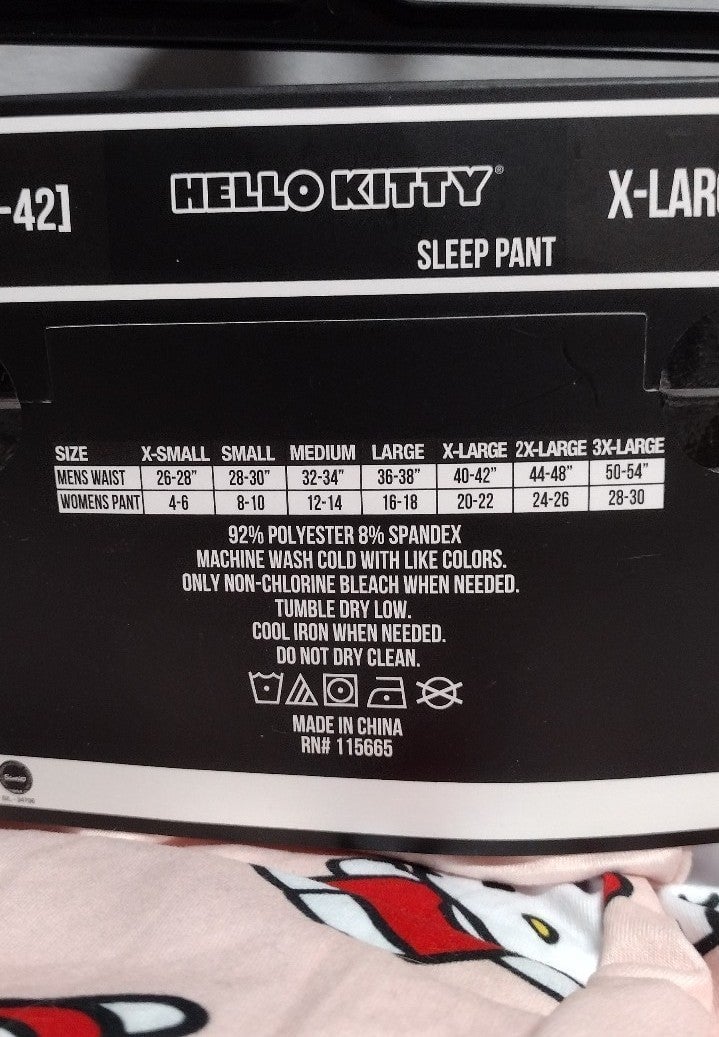 -42]
HELLO KITTY®
X-LAR
SLEEP PANT
SIZE X-SMALL SMALL MEDIUM LARGE X-LARGE 2X-LARGE 3X-LARGE
MENS WAIST 26-28" 28-30" 32-34" 36-38" 40-42" 44-48" 50-54"
WOMENS PANT 4-6 8-10 12-14 16-18 20-22 24-26 28-30
92% POLYESTER 8% SPANDEX
MACHINE WASH COLD WITH LIKE COLORS.
ONLY NON-CHLORINE BLEACH WHEN NEEDED.
TUMBLE DRY LOW.
COOL IRON WHEN NEEDED.
DO NOT DRY CLEAN.
MADE IN CHINA
RN# 115665